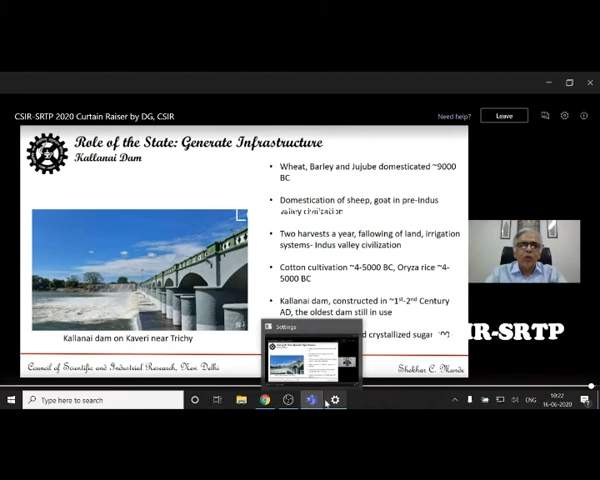 CSIR-SRTP 2020 Curtain Raiser by DG, CSIR
Need help?
Leave
Role of the State: Generate Infrastructure
Kallanai Dam
• Wheat, Barley and Jujube domesticated ~9000
BC
• Domestication of sheep, goat in pre-Indus
valley civilization
• Two harvests a year, fallowing of land, irrigation
systems- Indus valley civilization
• Cotton cultivation ~4-5000 BC, Oryza rice ~4-
5000 BC
• Kallanai dam, constructed in ~1st-2nd Century
AD, the oldest dam still in use
d crystallized sugar
Kallanai dam on Kaveri near Trichy
Council of Scientific and Industrial Research, New Delhi
Shekhar C. Mande
IR-SRTP
Settings
Type here to search
ENG
10:22
16-06-2020